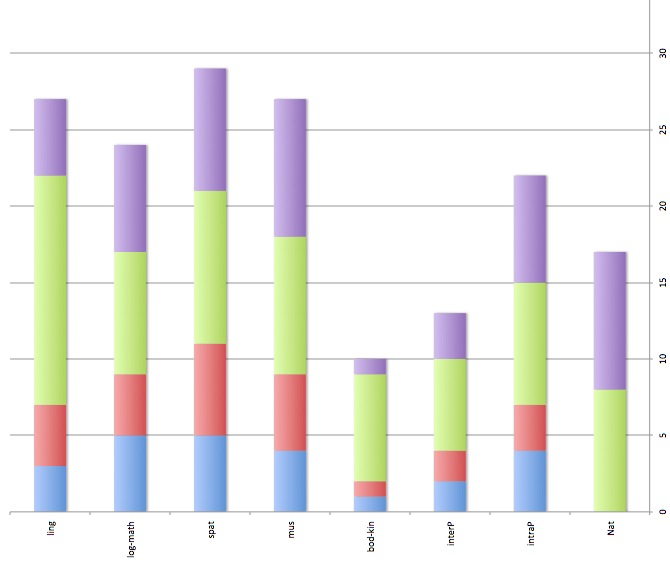 30
25
20
15
10
5
0
ling
log-math
spat
mus
bod-kin
interP
intraP
Nat